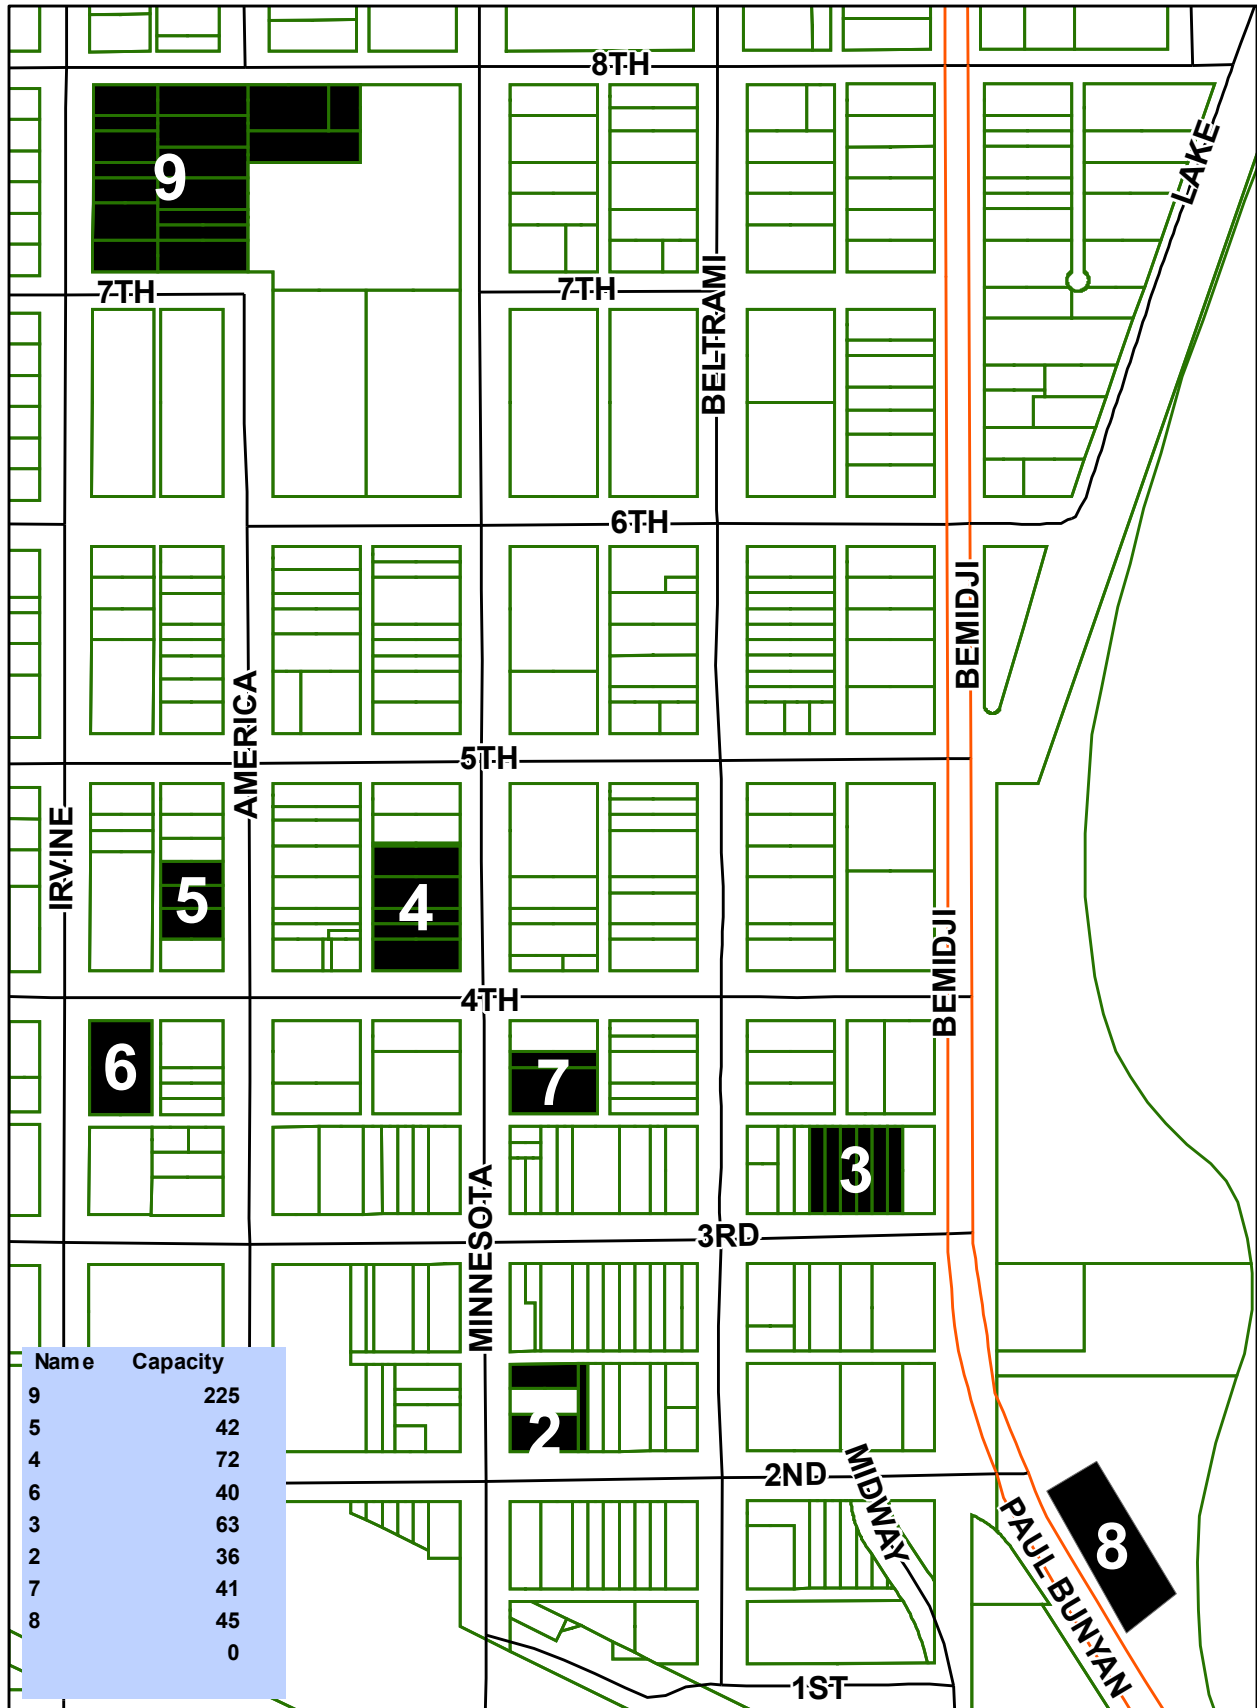 8TH
LAKE
9
7TH
7TH
BELTRAMI
6TH
BEMIDJI
AMERICA
5TH
IRVINE
5
4
BEMIDJI
4TH
6
7
3
MINNESOTA
3RD
2
2ND
MIDWAY
PAUL BUNYAN
8
1ST
Name Capacity
9 225
5 42
4 72
6 40
3 63
2 36
7 41
8 45
0